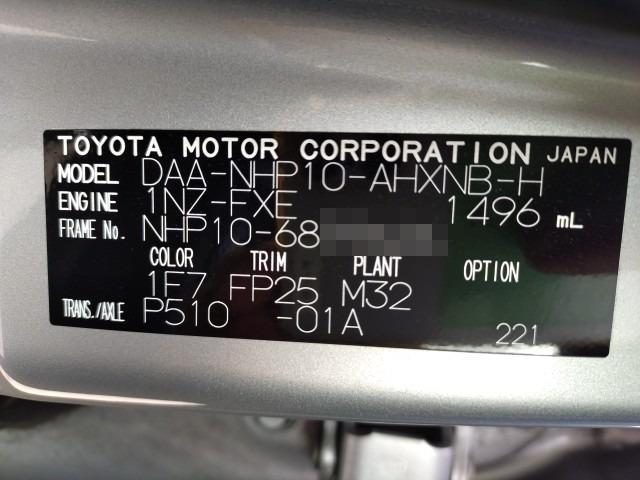 TOYOTA MOTOR CORPORATION JAPAN
MODEL DAA-NHP10-AHXNB-H
ENGINE 1NZ-FXE 1496 mL
FRAME No. NHP10-68
COLOR TRIM PLANT OPTION
1F7 FP25 M32
TRANS./AXLE P510 -01A 221